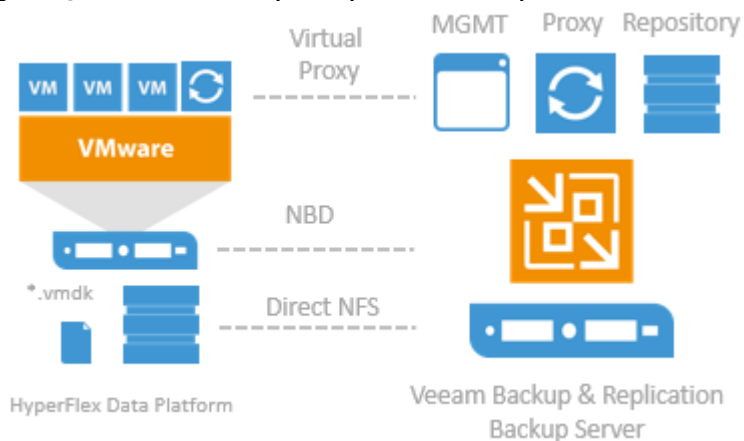 MGMT Proxy Repository
Virtual
Proxy
VM VM VM
VMware
NBD
*.vmdk
Direct NFS
HyperFlex Data Platform
Veeam Backup & Replication
Backup Server